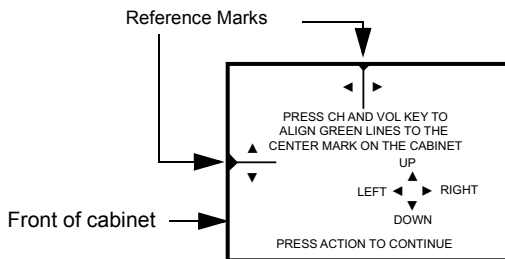 Reference Marks
PRESS CH AND VOL KEY TO
ALIGN GREEN LINES TO THE
CENTER MARK ON THE CABINET
UP
LEFT RIGHT
DOWN
Front of cabinet
PRESS ACTION TO CONTINUE